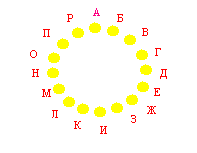 А
Б
В
Г
Д
Е
Ж
З
И
К
Л
М
Н
О
П
Р